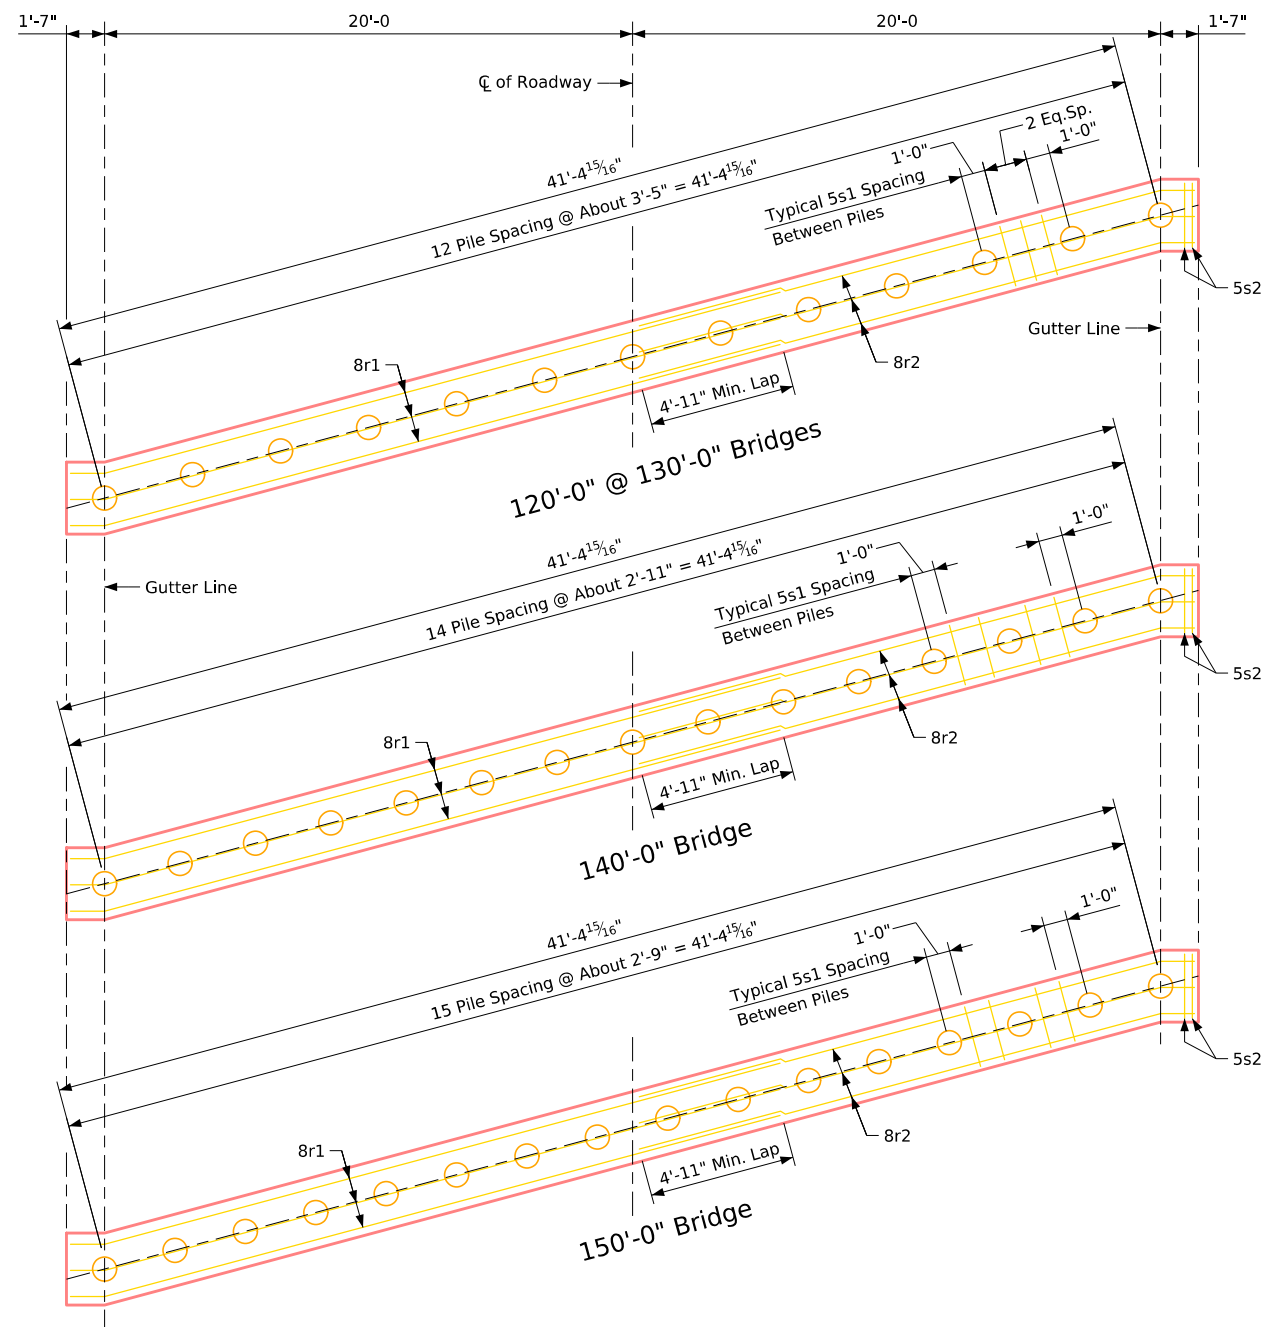 1'-7" 20'-0 20'-0 1'-7"
℄ of Roadway
41'-4 15/16"
12 Pile Spacing @ About 3'-5" = 41'-4 15/16"
2 Eq.Sp.
1'-0"
1'-0"
Typical 5s1 Spacing
Between Piles
5s2
Gutter Line
8r1
8r2
4'-11" Min. Lap
120'-0" @ 130'-0" Bridges
41'-4 15/16"
14 Pile Spacing @ About 2'-11" = 41'-4 15/16"
1'-0"
1'-0"
Typical 5s1 Spacing
Between Piles
Gutter Line
5s2
8r1
8r2
4'-11" Min. Lap
140'-0" Bridge
41'-4 15/16"
15 Pile Spacing @ About 2'-9" = 41'-4 15/16"
1'-0"
1'-0"
Typical 5s1 Spacing
Between Piles
5s2
8r1
8r2
4'-11" Min. Lap
150'-0" Bridge